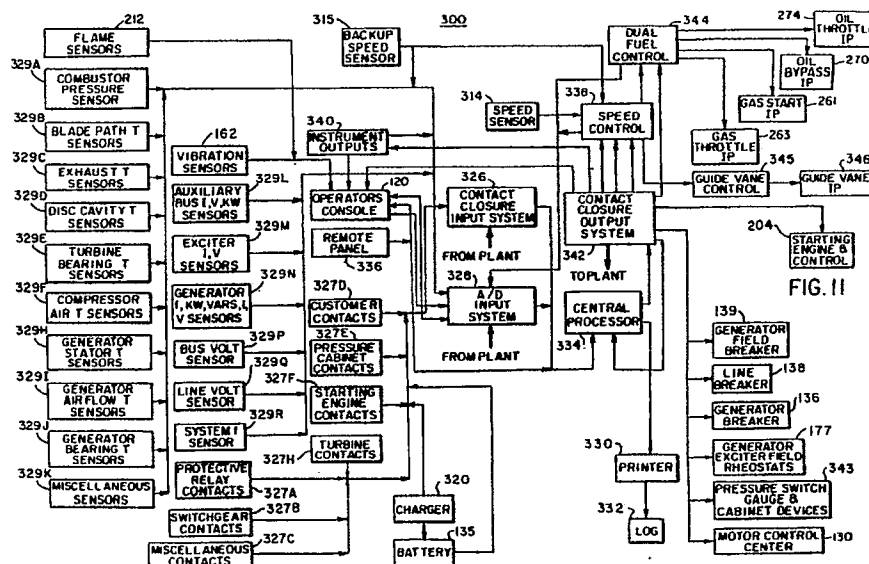 212
FLAME SENSORS
329A
COMBUSTOR
PRESSURE
SENSOR
329B
BLADE PATH T
SENSORS
329C
EXHAUST T
SENSORS
329D
DISC CAVITY T
SENSORS
329E
TURBINE
BEARING T
SENSORS
329F
COMPRESSOR
AIR T SENSORS
329H
GENERATOR
STATOR T
SENSORS
329I
GENERATOR
AIRFLOW T
SENSORS
329J
GENERATOR
BEARING T
SENSORS
329K
MISCELLANEOUS
SENSORS
162
VIBRATION
SENSORS
329L
AUXILIARY
BUS I,V,KW
SENSORS
329M
EXCITER
I,V
SENSORS
329N
GENERATOR
I,KW,VARS,I,
V SENSORS
329P
BUS VOLT
SENSOR
329Q
LINE VOLT
SENSOR
329R
SYSTEM f
SENSOR
PROTECTIVE
RELAY
CONTACTS
327A
SWITCHGEAR
CONTACTS
327B
MISCELLANEOUS
CONTACTS
327C
315
BACKUP
SPEED
SENSOR
300
340
INSTRUMENT
OUTPUTS
120
OPERATORS
CONSOLE
REMOTE
PANEL
336
327D
CUSTOMER
CONTACTS
327E
PRESSURE
CABINET
CONTACTS
327F
STARTING
ENGINE
CONTACTS
327H
TURBINE
CONTACTS
320
CHARGER
BATTERY
135
314
SPEED
SENSOR
326
CONTACT
CLOSURE
INPUT SYSTEM
FROM PLANT
328
A/D
INPUT
SYSTEM
FROM PLANT
344
DUAL FUEL
CONTROL
338
SPEED
CONTROL
CONTACT
CLOSURE
OUTPUT
SYSTEM
342
TO PLANT
CENTRAL
PROCESSOR
334
330
PRINTER
332
LOG
274
OIL
THROTTLE IP
OIL
BYPASS IP
270
GAS START IP
261
GAS
THROTTLE IP
263
345
GUIDE VANE
CONTROL
346
GUIDE VANE
IP
204
STARTING
ENGINE &
CONTROL
FIG. 11
139
GENERATOR
FIELD
BREAKER
138
LINE
BREAKER
136
GENERATOR
BREAKER
177
GENERATOR
EXCITER FIELD
RHEOSTATS
343
PRESSURE SWITCH
GAUGE &
CABINET DEVICES
MOTOR CONTROL
CENTER
130